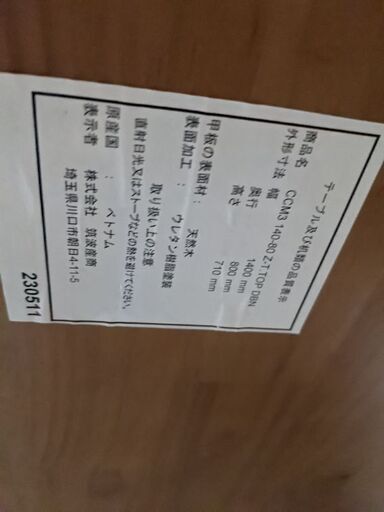 テーブル及び机類の品質表示
商品名 CCM3 140-80 Z-T.TOP DBN
外形寸法 幅 1400 mm
奥行 800 mm
高さ 710 mm
甲板の表面材： 天然木
表面加工： ウレタン樹脂塗装
取り扱い上の注意
直射日光又はストーブなどの熱を避けてください。
原産国 ： ベトナム
表示者 株式会社 筑波産商
埼玉県川口市朝日4-11-5
230511